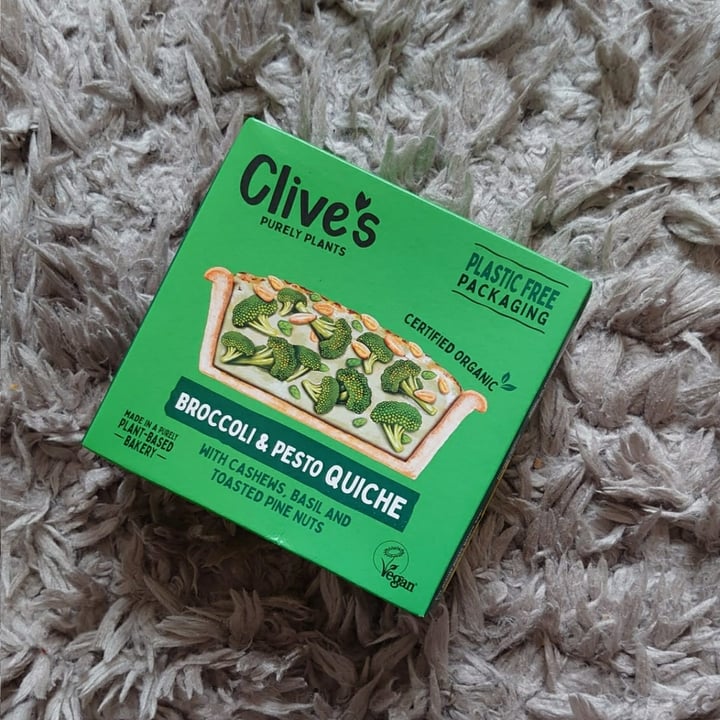 Clive's
PURELY PLANTS
PLASTIC FREE
PACKAGING
CERTIFIED ORGANIC
MADE IN A PURELY
PLANT-BASED
BAKERY
BROCCOLI & PESTO QUICHE
WITH CASHEWS, BASIL AND
TOASTED PINE NUTS
Vegan